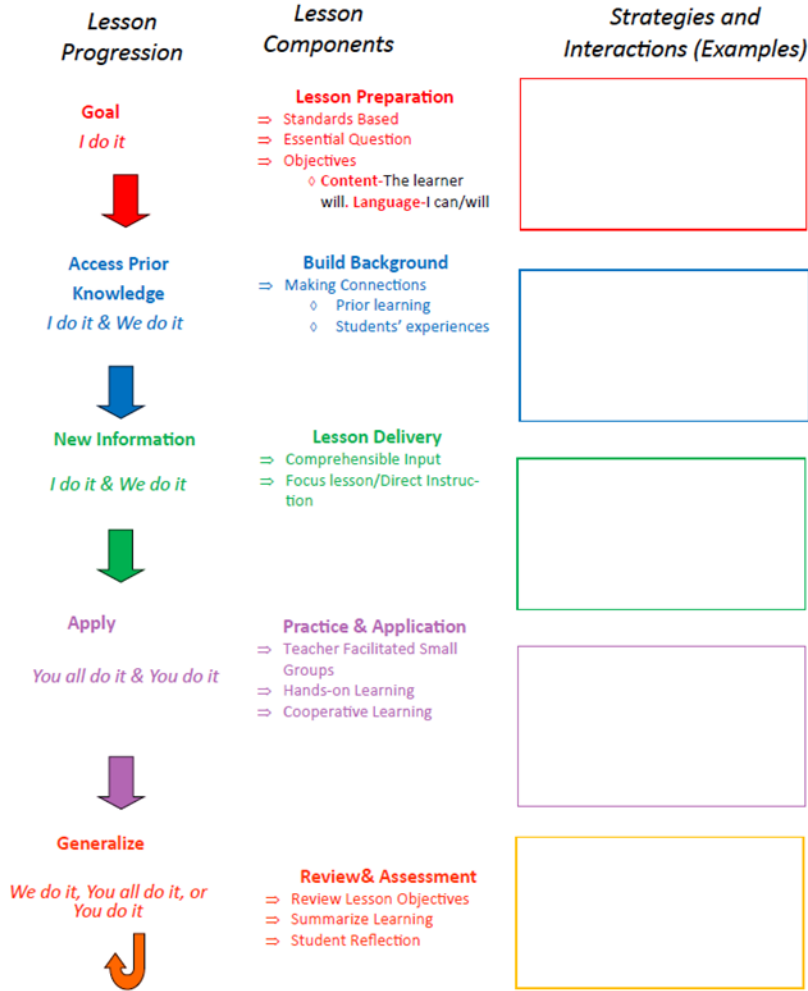 Lesson
Progression
Lesson
Components
Strategies and
Interactions (Examples)
Goal
I do it
Lesson Preparation
⇒ Standards Based
⇒ Essential Question
⇒ Objectives
◊ Content-The learner
will. Language-I can/will
Access Prior
Knowledge
I do it & We do it
Build Background
⇒ Making Connections
◊ Prior learning
◊ Students’ experiences
New Information
I do it & We do it
Lesson Delivery
⇒ Comprehensible Input
⇒ Focus lesson/Direct Instruc-
tion
Apply
You all do it & You do it
Practice & Application
⇒ Teacher Facilitated Small
Groups
⇒ Hands-on Learning
⇒ Cooperative Learning
Generalize
We do it, You all do it, or
You do it
Review& Assessment
⇒ Review Lesson Objectives
⇒ Summarize Learning
⇒ Student Reflection